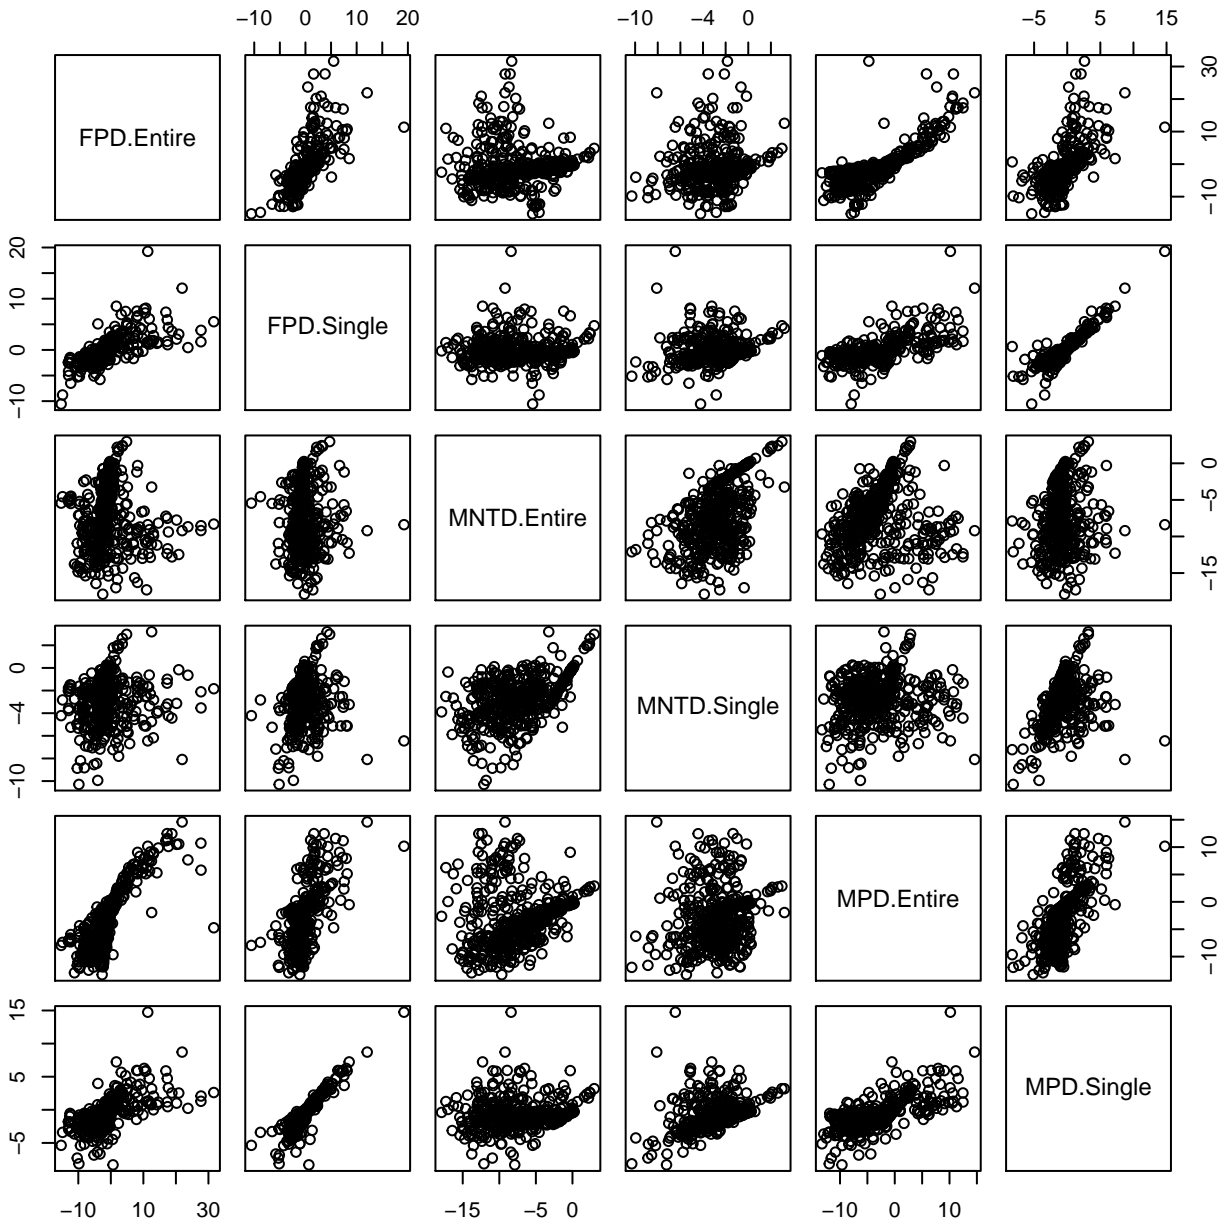 −10 0 10 20 −10 −4 0 −5 5 15
FPD.Entire −10 10 30
−10 0 10 20 FPD.Single
MNTD.Entire −15 −5 0
−10 −4 0 MNTD.Single
MPD.Entire −10 0 10
−5 5 15 MPD.Single
−10 10 30 −15 −5 0 −10 0 10